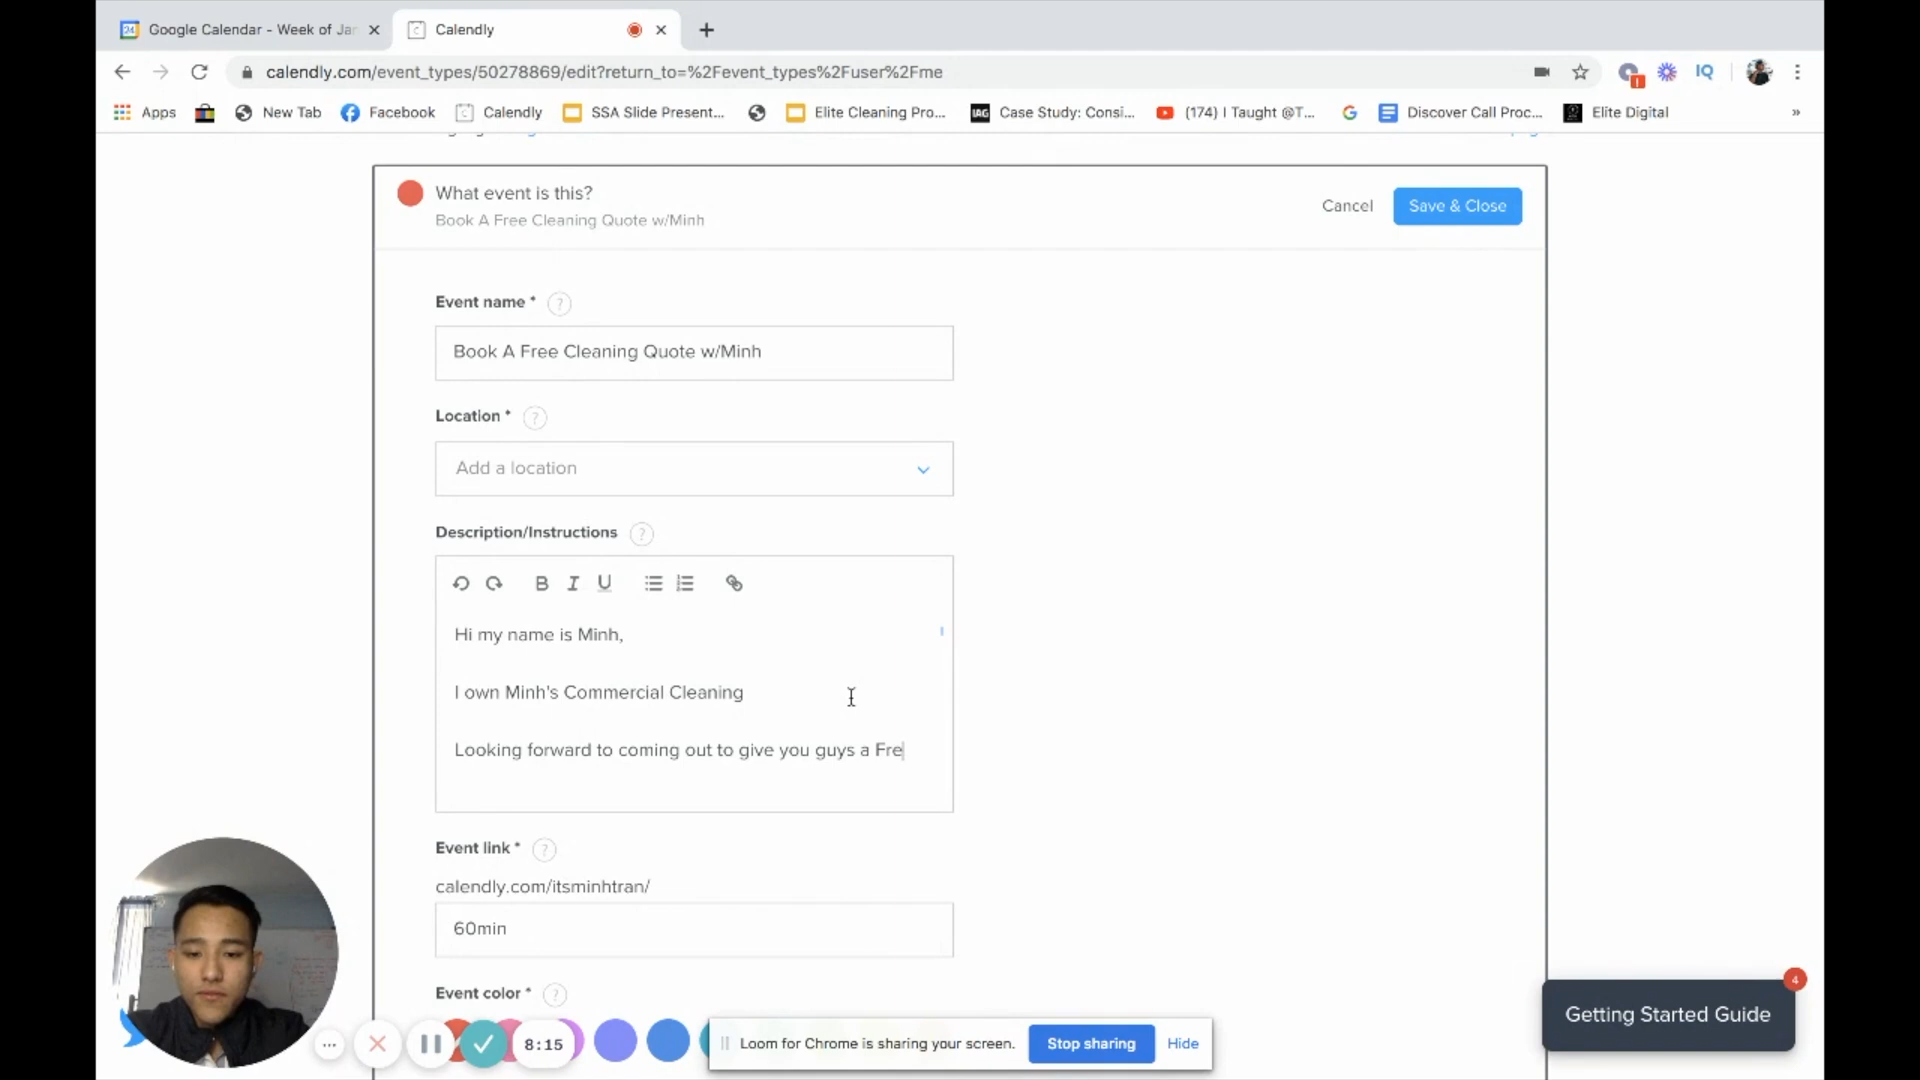 Google Calendar - Week of Jan
Calendly
calendly.com/event_types/50278869/edit?return_to=%2Fevent_types%2Fuser%2Fme
IQ
Apps
New Tab
Facebook
Calendly
SSA Slide Present...
Elite Cleaning Pro...
IAG
Case Study: Consi...
(174) I Taught @T...
Discover Call Proc...
Elite Digital
»
What event is this?
Book A Free Cleaning Quote w/Minh
Cancel
Save & Close
Event name *
Book A Free Cleaning Quote w/Minh
Location *
Add a location
Description/Instructions
B I U
Hi my name is Minh,
I own Minh's Commercial Cleaning
Looking forward to coming out to give you guys a Fre
Event link *
calendly.com/itsminhtran/
60min
Event color *
8:15
Loom for Chrome is sharing your screen.
Stop sharing
Hide
Getting Started Guide
4